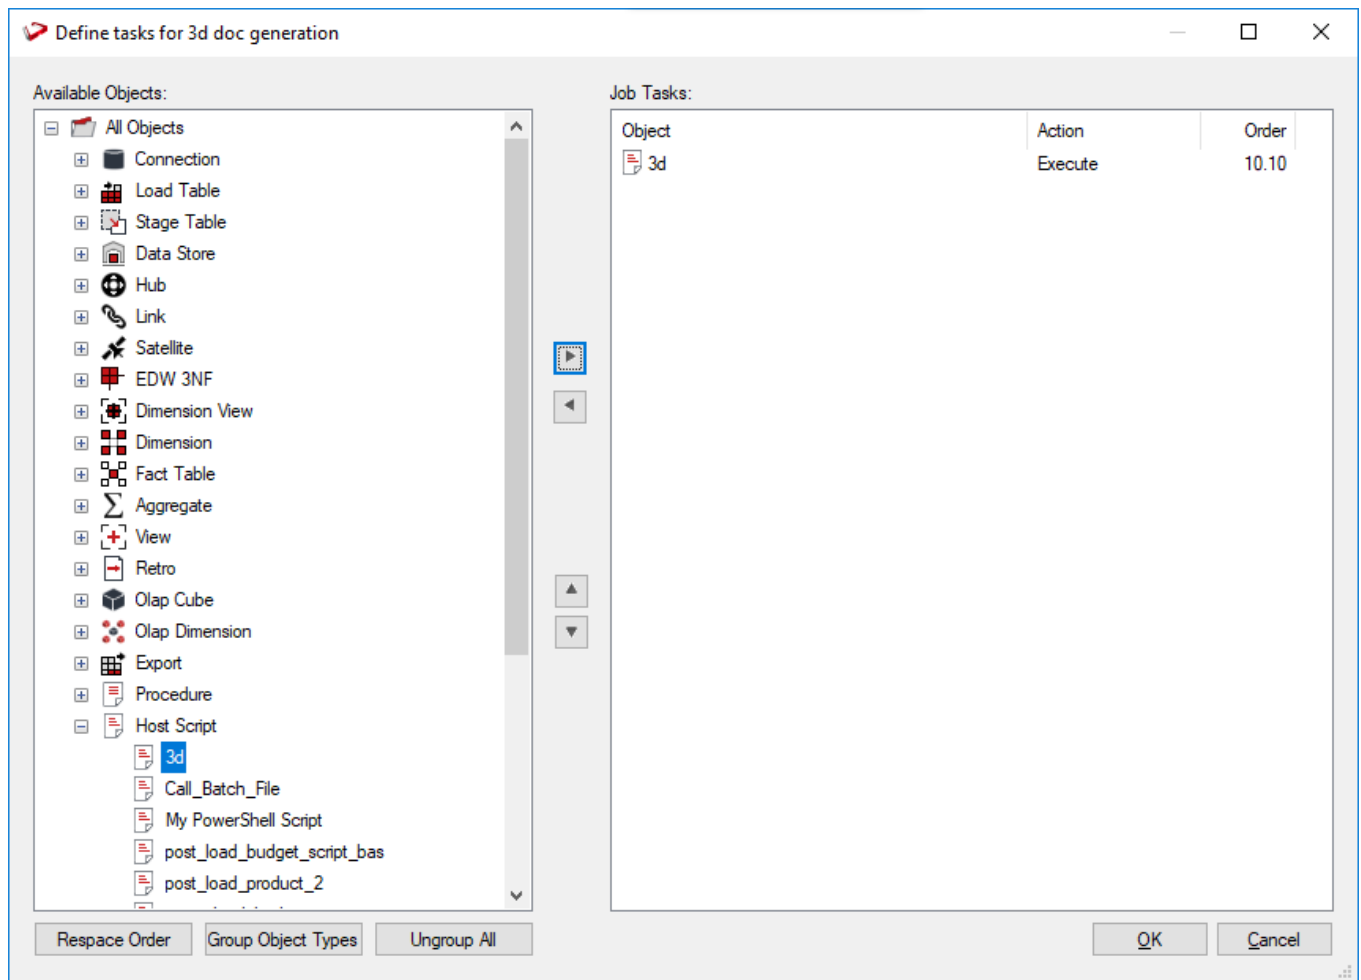 Define tasks for 3d doc generation
Available Objects:
All Objects
Connection
Load Table
Stage Table
Data Store
Hub
Link
Satellite
EDW 3NF
Dimension View
Dimension
Fact Table
Aggregate
View
Retro
Olap Cube
Olap Dimension
Export
Procedure
Host Script
3d
Call_Batch_File
My PowerShell Script
post_load_budget_script_bas
post_load_product_2
Respace Order Group Object Types Ungroup All
Job Tasks:
Object Action Order
3d Execute 10.10
OK Cancel